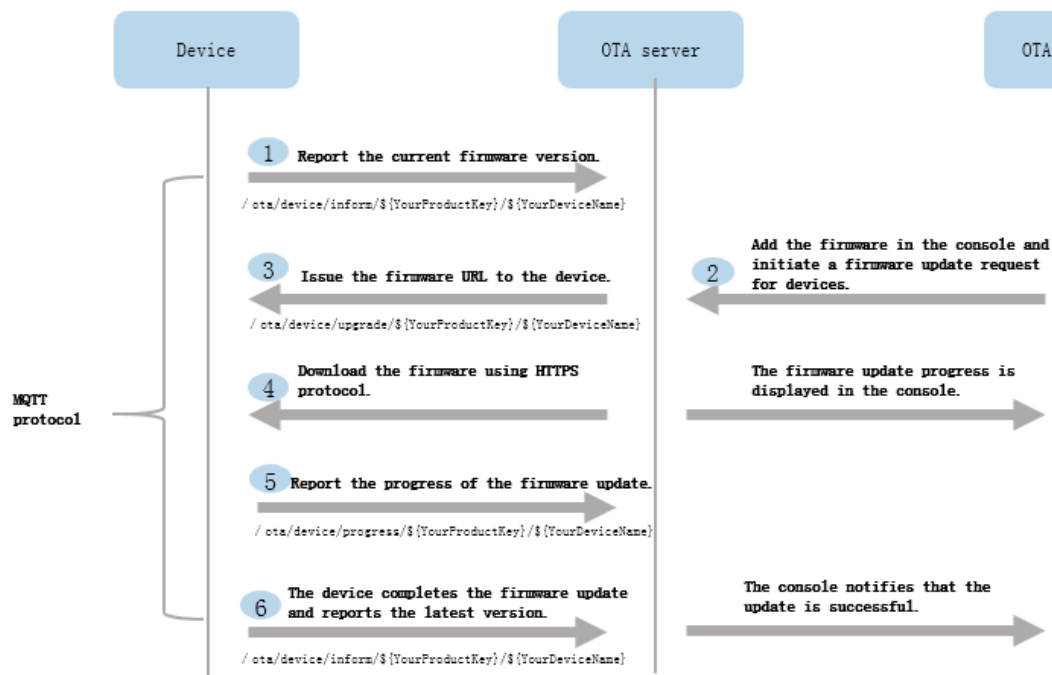 Device
OTA server
OTA
1
Report the current firmware version.
/ota/device/inform/${YourProductKey}/${YourDeviceName}
Add the firmware in the console and
initiate a firmware update request
for devices.
2
3
Issue the firmware URL to the device.
/ota/device/upgrade/${YourProductKey}/${YourDeviceName}
Download the firmware using HTTPS
protocol.
4
The firmware update progress is
displayed in the console.
MQTT
protocol
5
Report the progress of the firmware update.
/ota/device/progress/${YourProductKey}/${YourDeviceName}
The device completes the firmware update
and reports the latest version.
6
The console notifies that the
update is successful.
/ota/device/inform/${YourProductKey}/${YourDeviceName}